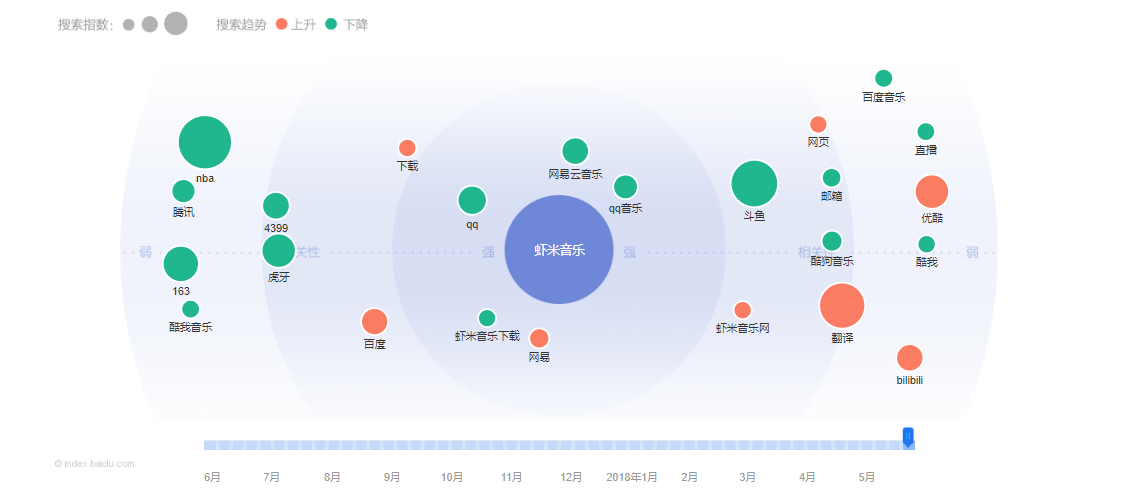 搜索指数：
搜索趋势 上升 下降
百度音乐
网页
直播
下载
网易云音乐
nba
邮箱
腾讯
qq音乐
斗鱼
优酷
qq
4399
弱
关性
强
虾米音乐
强
相关
弱
虎牙
酷狗音乐
酷我
163
酷我音乐
虾米音乐下载
虾米音乐网
百度
网易
翻译
bilibili
©index.baidu.com
6月 7月 8月 9月 10月 11月 12月 2018年1月 2月 3月 4月 5月